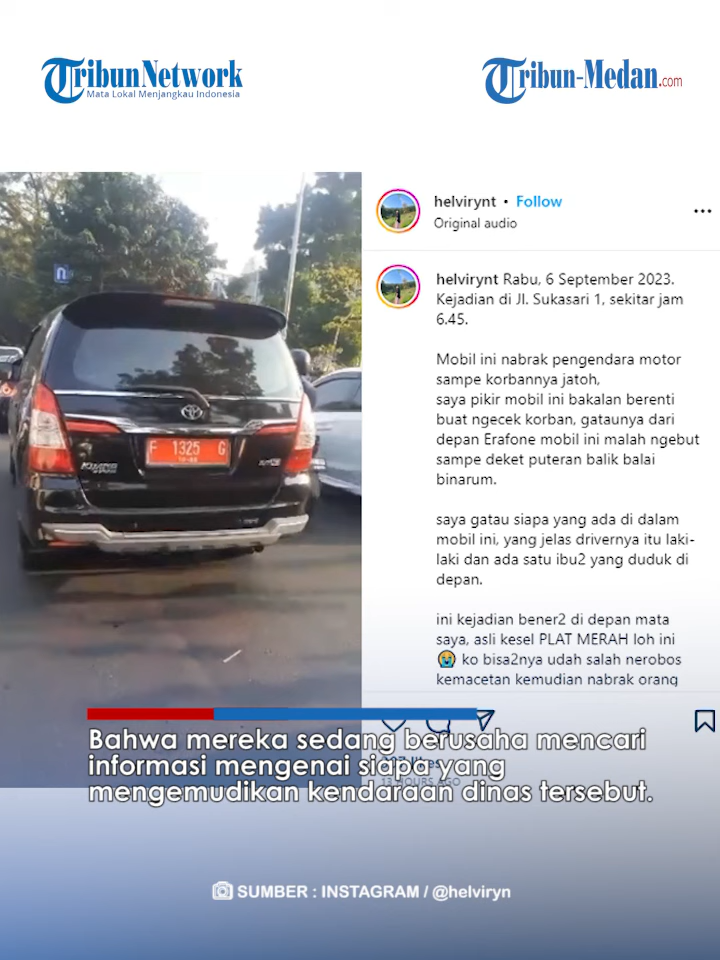 TribunNetwork
Mata Lokal Menjangkau Indonesia
Tribun-Medan.com
helvirynt • Follow
Original audio
helvirynt Rabu, 6 September 2023.
Kejadian di Jl. Sukasari 1, sekitar jam
6.45.
Mobil ini nabrak pengendara motor
sampe korbannya jatoh,
saya pikir mobil ini bakalan berenti
buat ngecek korban, gataunya dari
depan Erafone mobil ini malah ngebut
sampe deket puteran balik balai
binarum.
saya gatau siapa yang ada di dalam
mobil ini, yang jelas drivernya itu laki-
laki dan ada satu ibu2 yang duduk di
depan.
ini kejadian bener2 di depan mata
saya, asli kesel PLAT MERAH loh ini
😭 ko bisa2nya udah salah nerobos
kemacetan kemudian nabrak orang
F 1325 G
Bahwa mereka sedang berusaha mencari
informasi mengenai siapa yang
mengemudikan kendaraan dinas tersebut.
13 HOURS AGO
SUMBER : INSTAGRAM / @helviryn